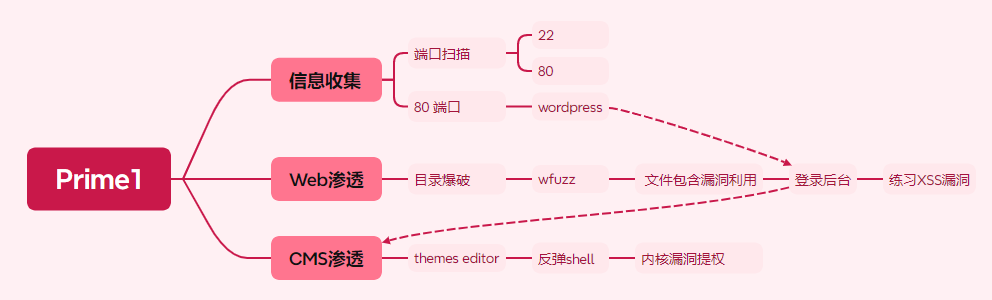 Prime1
信息收集
端口扫描
22
80
80 端口
wordpress
Web渗透
目录爆破
wfuzz
文件包含漏洞利用
登录后台
练习XSS漏洞
CMS渗透
themes editor
反弹shell
内核漏洞提权